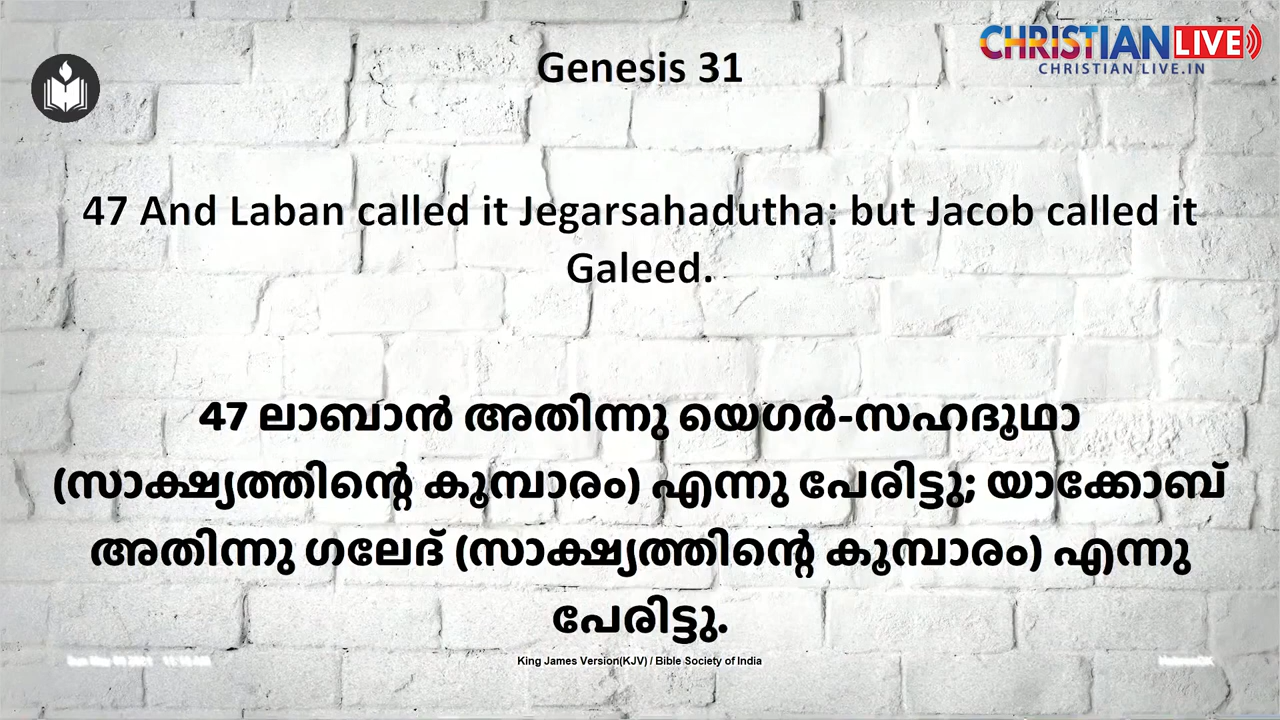 CHRISTIAN LIVE
CHRISTIAN LIVE.IN
Genesis 31
47 And Laban called it Jegarsahadutha: but Jacob called it
Galeed.
47 ലാബാൻ അതിന്നു യെഗർ-സഹദൂഥാ
(സാക്ഷ്യത്തിന്റെ കൂമ്പാരം) എന്നു പേരിട്ടു; യാക്കോബ്
അതിന്നു ഗലേദ് (സാക്ഷ്യത്തിന്റെ കൂമ്പാരം) എന്നു
പേരിട്ടു.
King James Version(KJV) / Bible Society of India